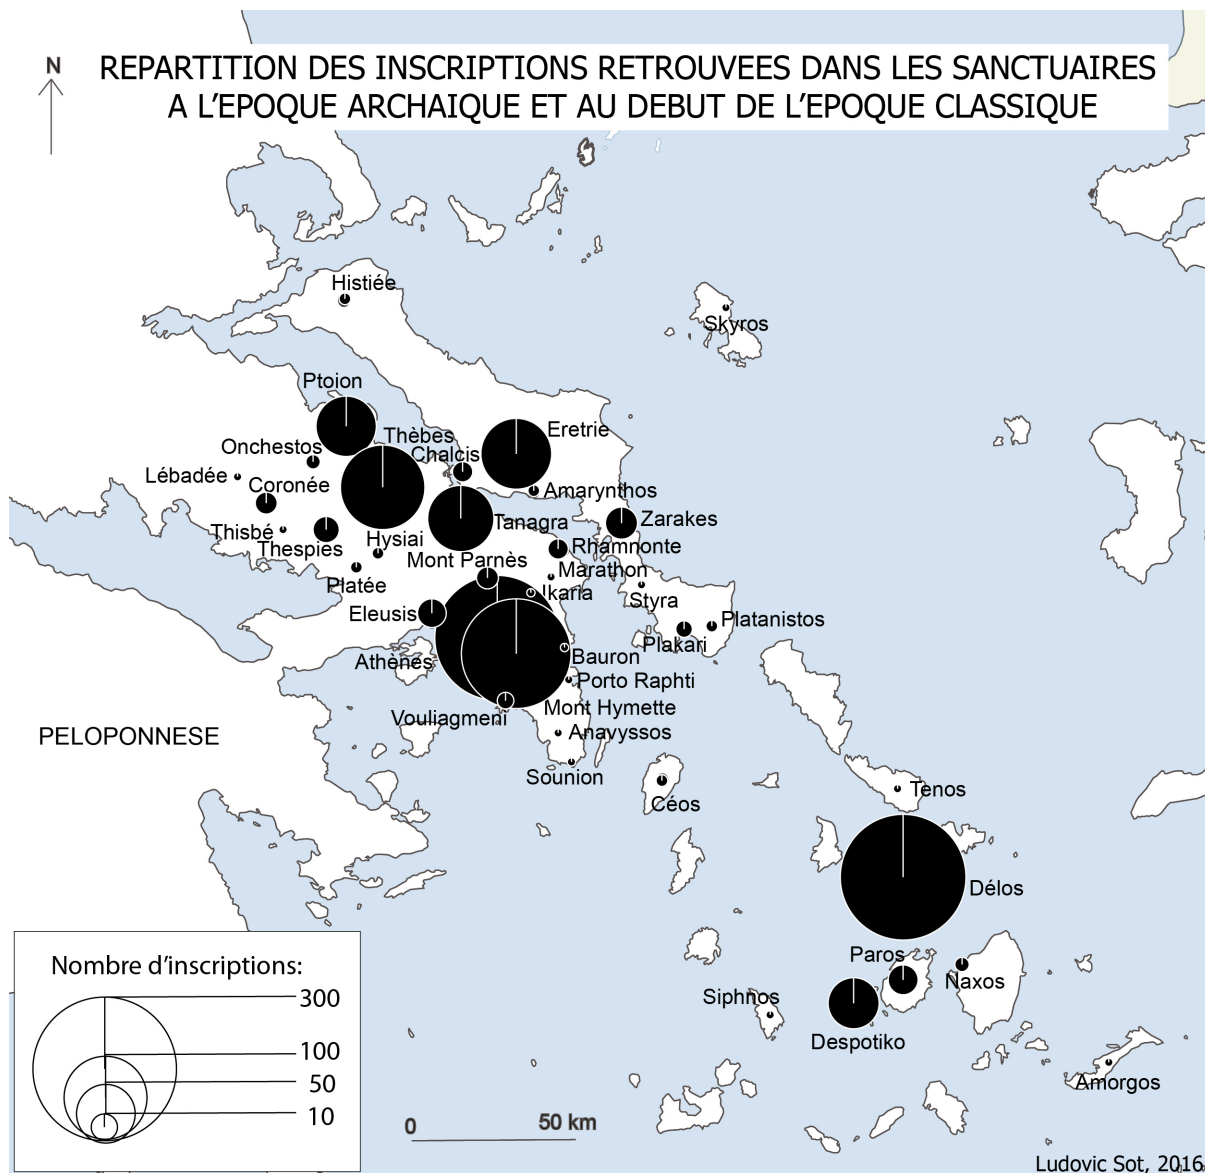 N
REPARTITION DES INSCRIPTIONS RETROUVEES DANS LES SANCTUAIRES
A L’EPOQUE ARCHAIQUE ET AU DEBUT DE L’EPOQUE CLASSIQUE
Histiée
Skyros
Ptoion
Eretrie
Thèbes
Onchestos
Chalcis
Lébadée
Coronée
Amarynthos
Zarakes
Tanagra
Thisbé
Hysiai
Thespies
Rhamnonte
Mont Parnès
Marathon
Platée
Ikaria
Styra
Eleusis
Platanistos
Plakari
Bauron
Athènes
Porto Raphti
Mont Hymette
Vouliagmeni
Anavyssos
PELOPONNESE
Sounion
Céos
Tenos
Délos
Paros
Naxos
Siphnos
Despotiko
Amorgos
Nombre d’inscriptions:
300
100
50
10
0
50 km
Ludovic Sot, 2016